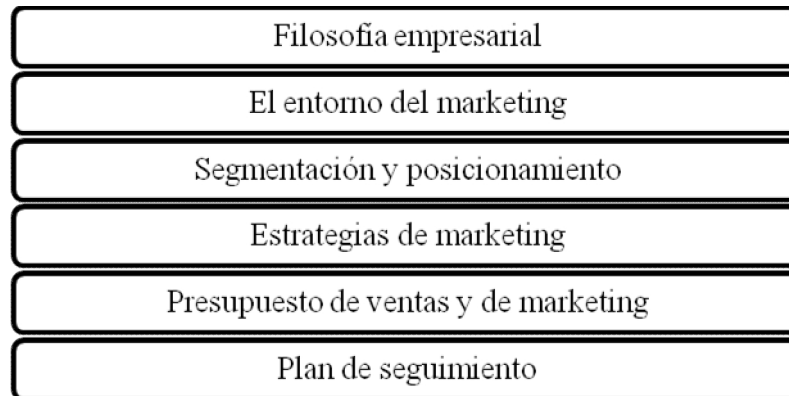 Filosofía empresarial
El entorno del marketing
Segmentación y posicionamiento
Estrategias de marketing
Presupuesto de ventas y de marketing
Plan de seguimiento